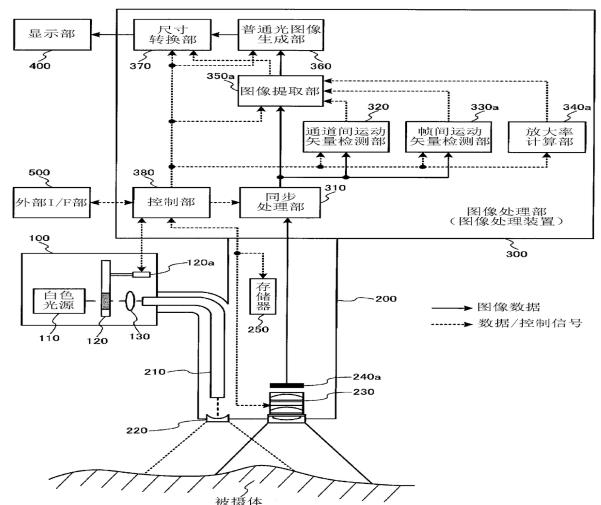 显示部
400
尺寸
转换部
370
普通光图像
生成部
360
350a
图像提取部
320
通道间运动
矢量检测部
330a
帧间运动
矢量检测部
340a
放大率
计算部
500
外部I/F部
380
控制部
310
同步
处理部
图像处理部
(图像处理装置)
300
100
120a
白色
光源
110
120
130
存储器
250
200
图像数据
数据/控制信号
210
240a
230
220
被摄体